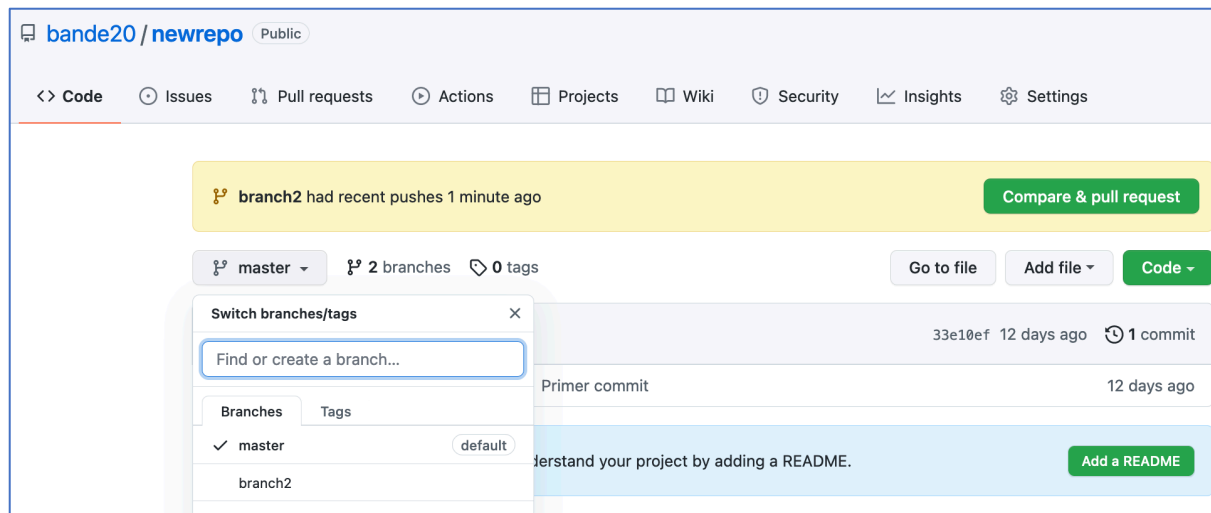 bande20 / newrepo Public
Code Issues Pull requests Actions Projects Wiki Security Insights Settings
branch2 had recent pushes 1 minute ago Compare & pull request
master 2 branches 0 tags Go to file Add file Code
Switch branches/tags
33e10ef 12 days ago 1 commit
Find or create a branch...
Primer commit 12 days ago
Branches Tags
master default
derstand your project by adding a README. Add a README
branch2